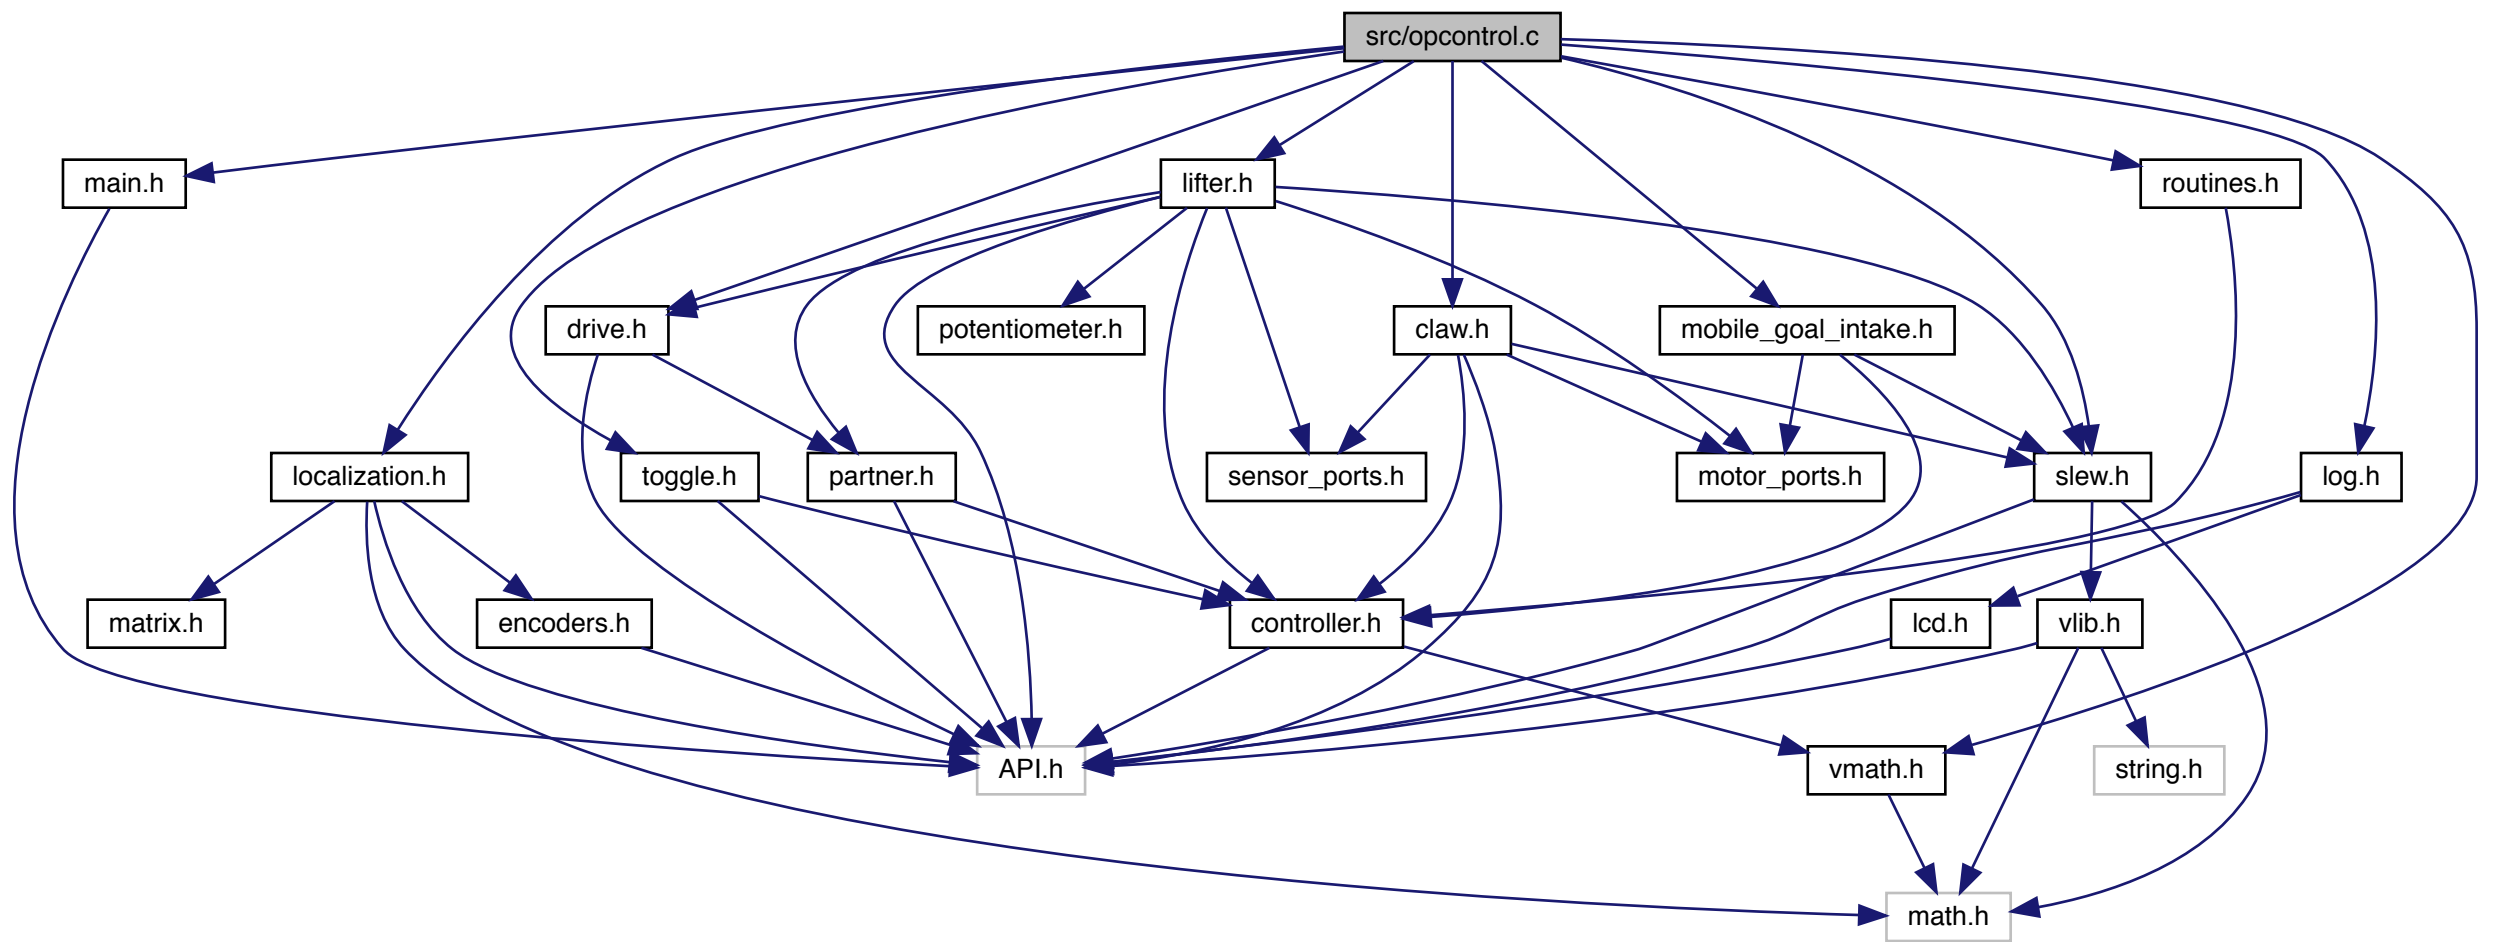 src/opcontrol.c
main.h
lifter.h
routines.h
drive.h
potentiometer.h
claw.h
mobile_goal_intake.h
localization.h
toggle.h
partner.h
sensor_ports.h
motor_ports.h
slew.h
log.h
matrix.h
encoders.h
controller.h
lcd.h
vlib.h
API.h
vmath.h
string.h
math.h